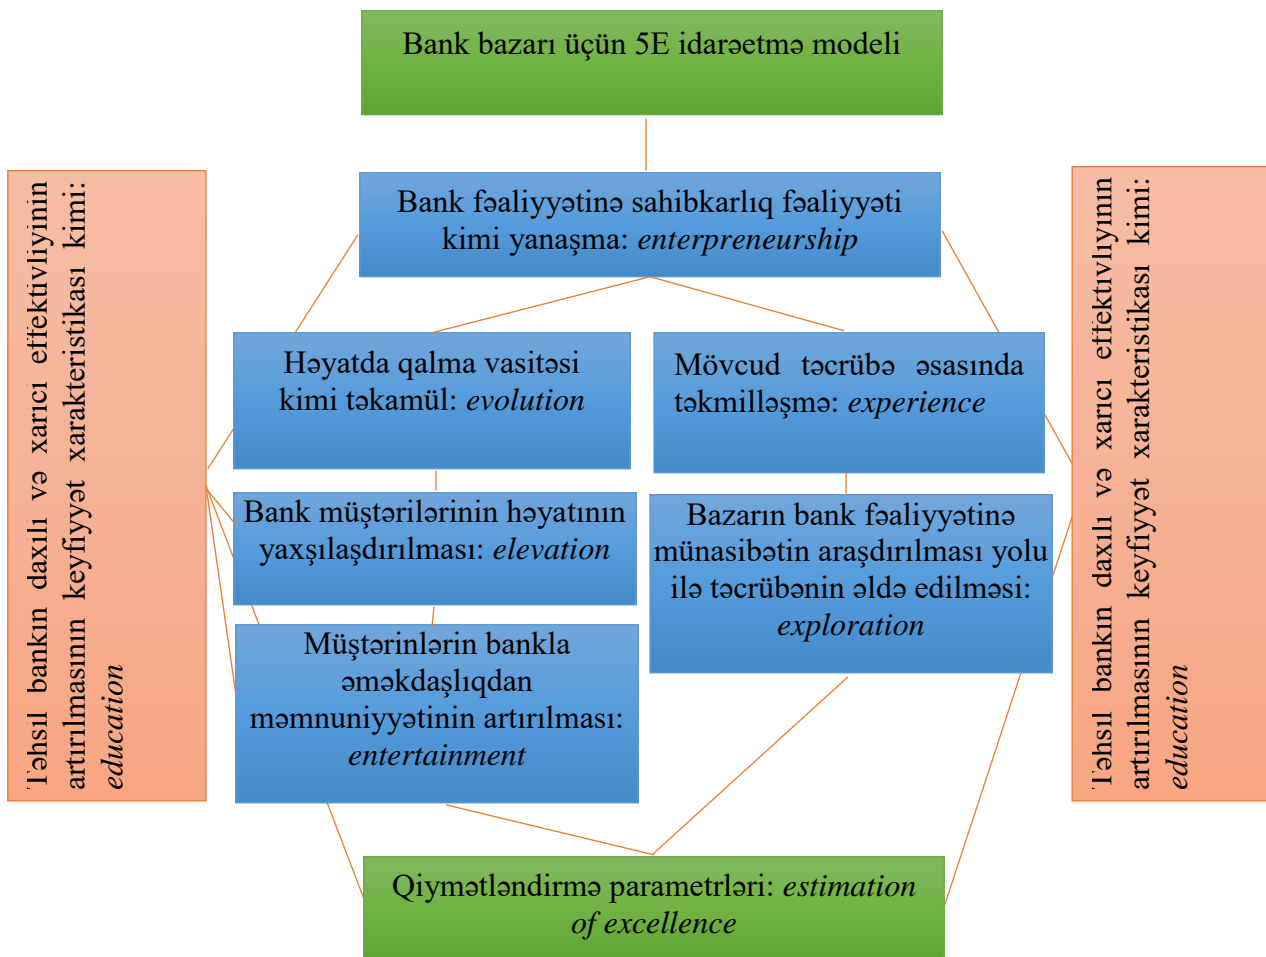 Bank bazarı üçün 5E idarəetmə modeli
Bank fəaliyyətinə sahibkarlıq fəaliyyəti
kimi yanaşma: enterpreneurship
Təhsil bankın daxili və xarici effektivliyinin
artırılmasının keyfiyyət xarakteristikası kimi:
education
Həyatda qalma vasitəsi
kimi təkamül: evolution
Mövcud təcrübə əsasında
təkmilləşmə: experience
Bank müştərilərinin həyatının
yaxşılaşdırılması: elevation
Bazarın bank fəaliyyətinə
münasibətin araşdırılması yolu
ilə təcrübənin əldə edilməsi:
exploration
Müştərinlərin bankla
əməkdaşlıqdan
məmnuniyyətinin artırılması:
entertainment
Təhsil bankın daxili və xarici effektivliyinin
artırılmasının keyfiyyət xarakteristikası kimi:
education
Qiymətləndirmə parametrləri: estimation
of excellence